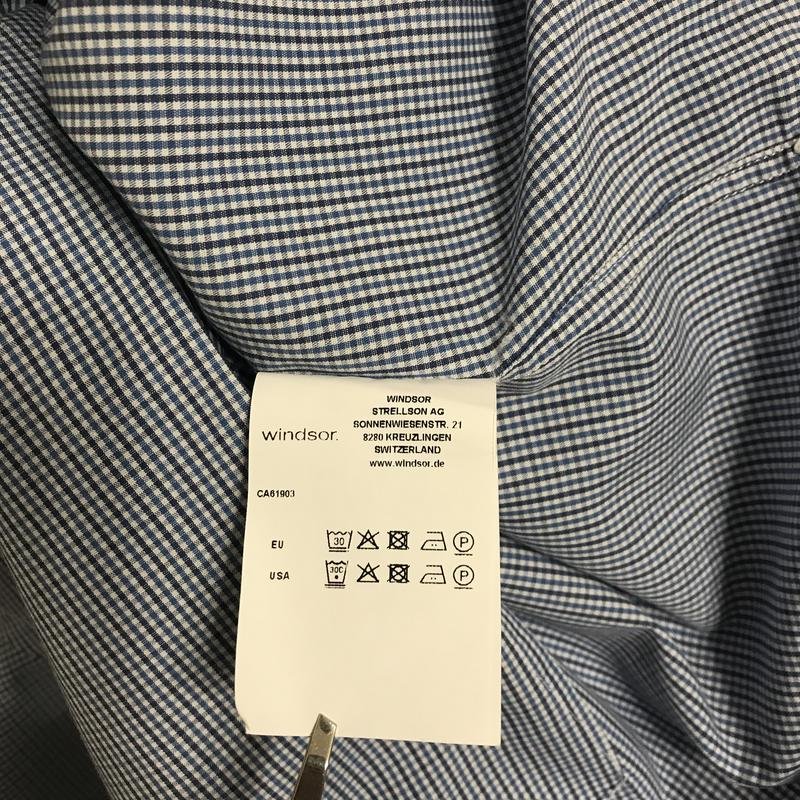 WINDSOR
STRELLSON AG
SONNENWIESENSTR. 21
8280 KREUZLINGEN
SWITZERLAND
www.windsor.de
windsor.
CA61903
EU 30 P
USA 30C P